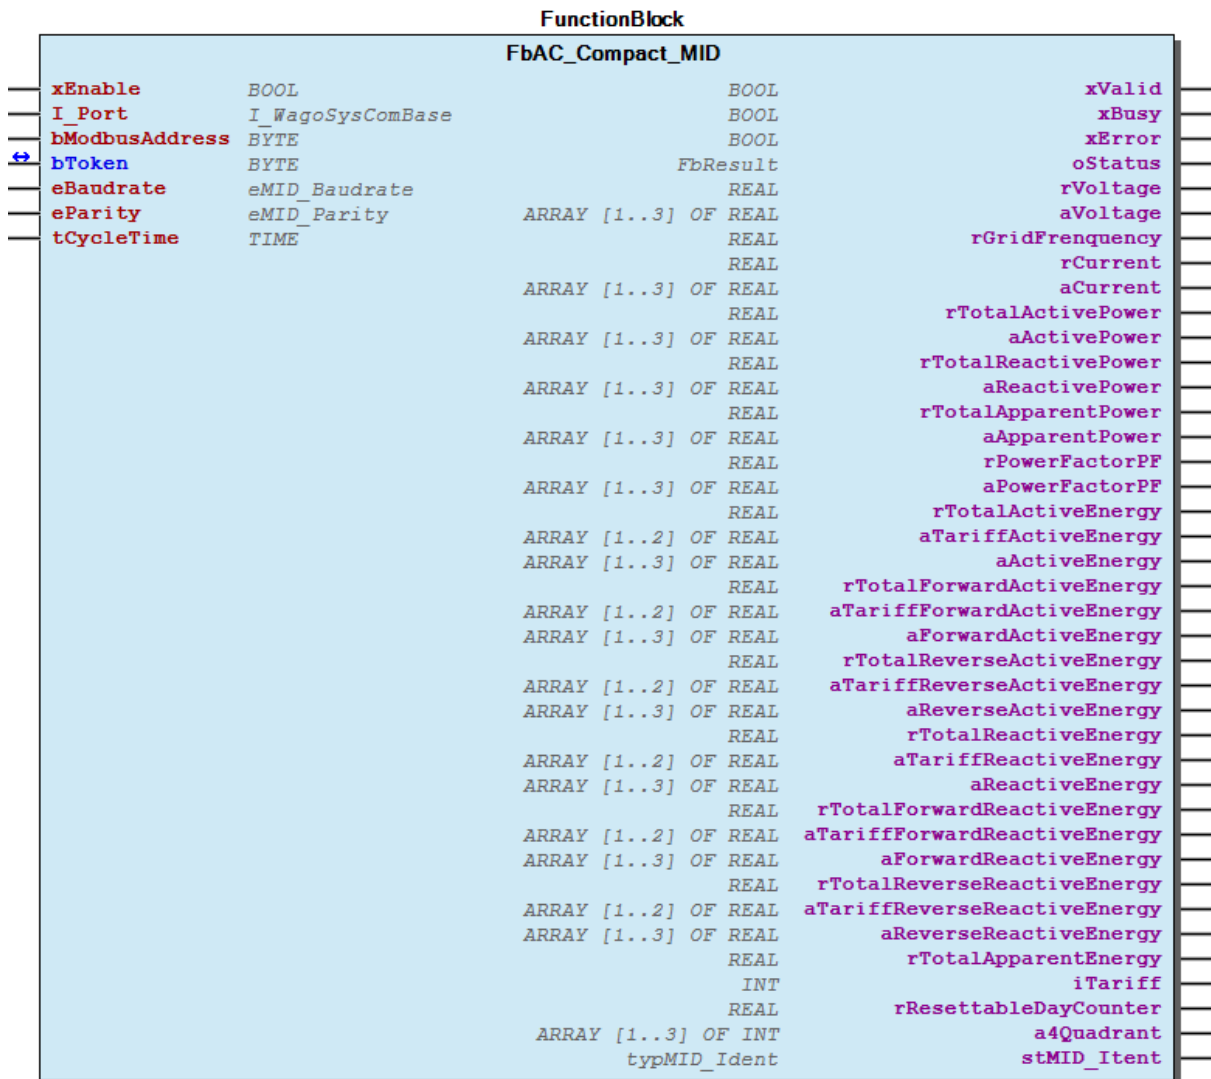 FunctionBlock
FbAC_Compact_MID
xEnable BOOL BOOL xValid
I_Port I_WagoSysComBase BOOL xBusy
bModbusAddress BYTE BOOL xError
bToken BYTE FbResult oStatus
eBaudrate eMID_Baudrate REAL rVoltage
eParity eMID_Parity ARRAY [1..3] OF REAL aVoltage
tCycleTime TIME REAL rGridFrenquency
REAL rCurrent
ARRAY [1..3] OF REAL aCurrent
REAL rTotalActivePower
ARRAY [1..3] OF REAL aActivePower
REAL rTotalReactivePower
ARRAY [1..3] OF REAL aReactivePower
REAL rTotalApparentPower
ARRAY [1..3] OF REAL aApparentPower
REAL rPowerFactorPF
ARRAY [1..3] OF REAL aPowerFactorPF
REAL rTotalActiveEnergy
ARRAY [1..2] OF REAL aTariffActiveEnergy
ARRAY [1..3] OF REAL aActiveEnergy
REAL rTotalForwardActiveEnergy
ARRAY [1..2] OF REAL aTariffForwardActiveEnergy
ARRAY [1..3] OF REAL aForwardActiveEnergy
REAL rTotalReverseActiveEnergy
ARRAY [1..2] OF REAL aTariffReverseActiveEnergy
ARRAY [1..3] OF REAL aReverseActiveEnergy
REAL rTotalReactiveEnergy
ARRAY [1..2] OF REAL aTariffReactiveEnergy
ARRAY [1..3] OF REAL aReactiveEnergy
REAL rTotalForwardReactiveEnergy
ARRAY [1..2] OF REAL aTariffForwardReactiveEnergy
ARRAY [1..3] OF REAL aForwardReactiveEnergy
REAL rTotalReverseReactiveEnergy
ARRAY [1..2] OF REAL aTariffReverseReactiveEnergy
ARRAY [1..3] OF REAL aReverseReactiveEnergy
REAL rTotalApparentEnergy
INT iTariff
REAL rResettableDayCounter
ARRAY [1..3] OF INT a4Quadrant
typMID_Ident stMID_Itent